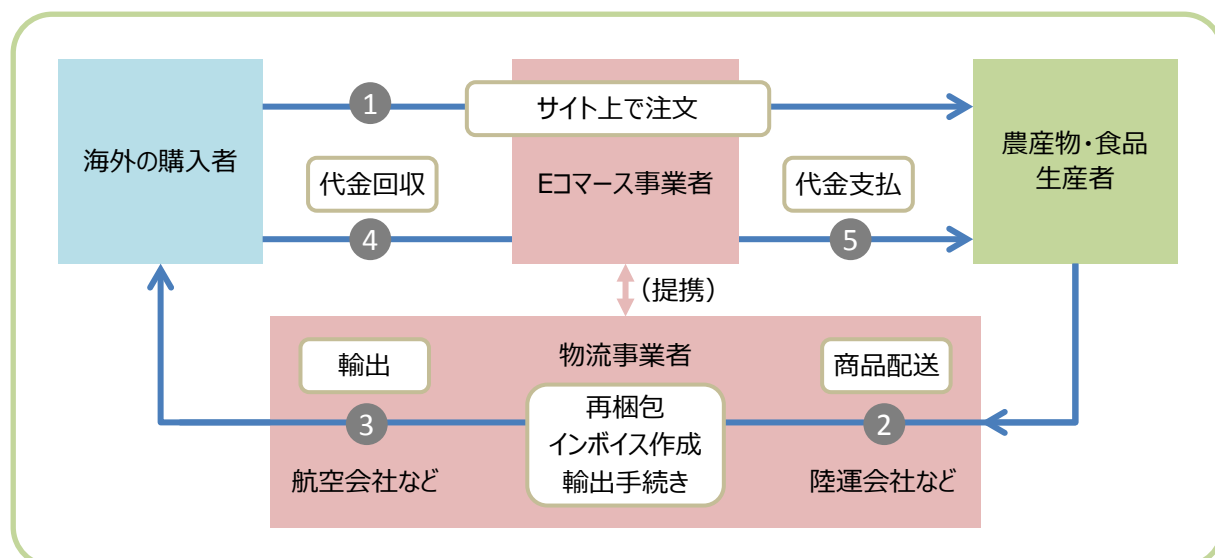 1
サイト上で注文
海外の購入者
農産物・食品
生産者
代金回収
Eコマース事業者
代金支払
4
5
(提携)
物流事業者
輸出
商品配送
再梱包
インボイス作成
輸出手続き
3
2
航空会社など
陸運会社など